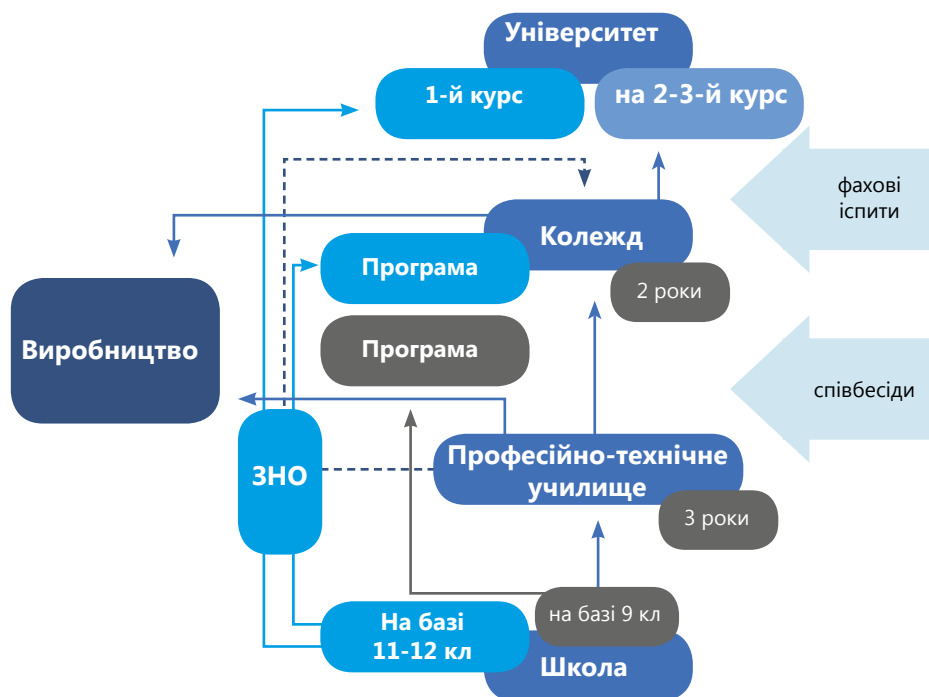 Університет
1-й курс
на 2-3-й курс
фахові
іспити
Колежд
Програма
2 роки
Виробництво
Програма
співбесіди
ЗНО
Професійно-технічне
училище
3 роки
на базі 9 кл
На базі
11-12 кл
Школа